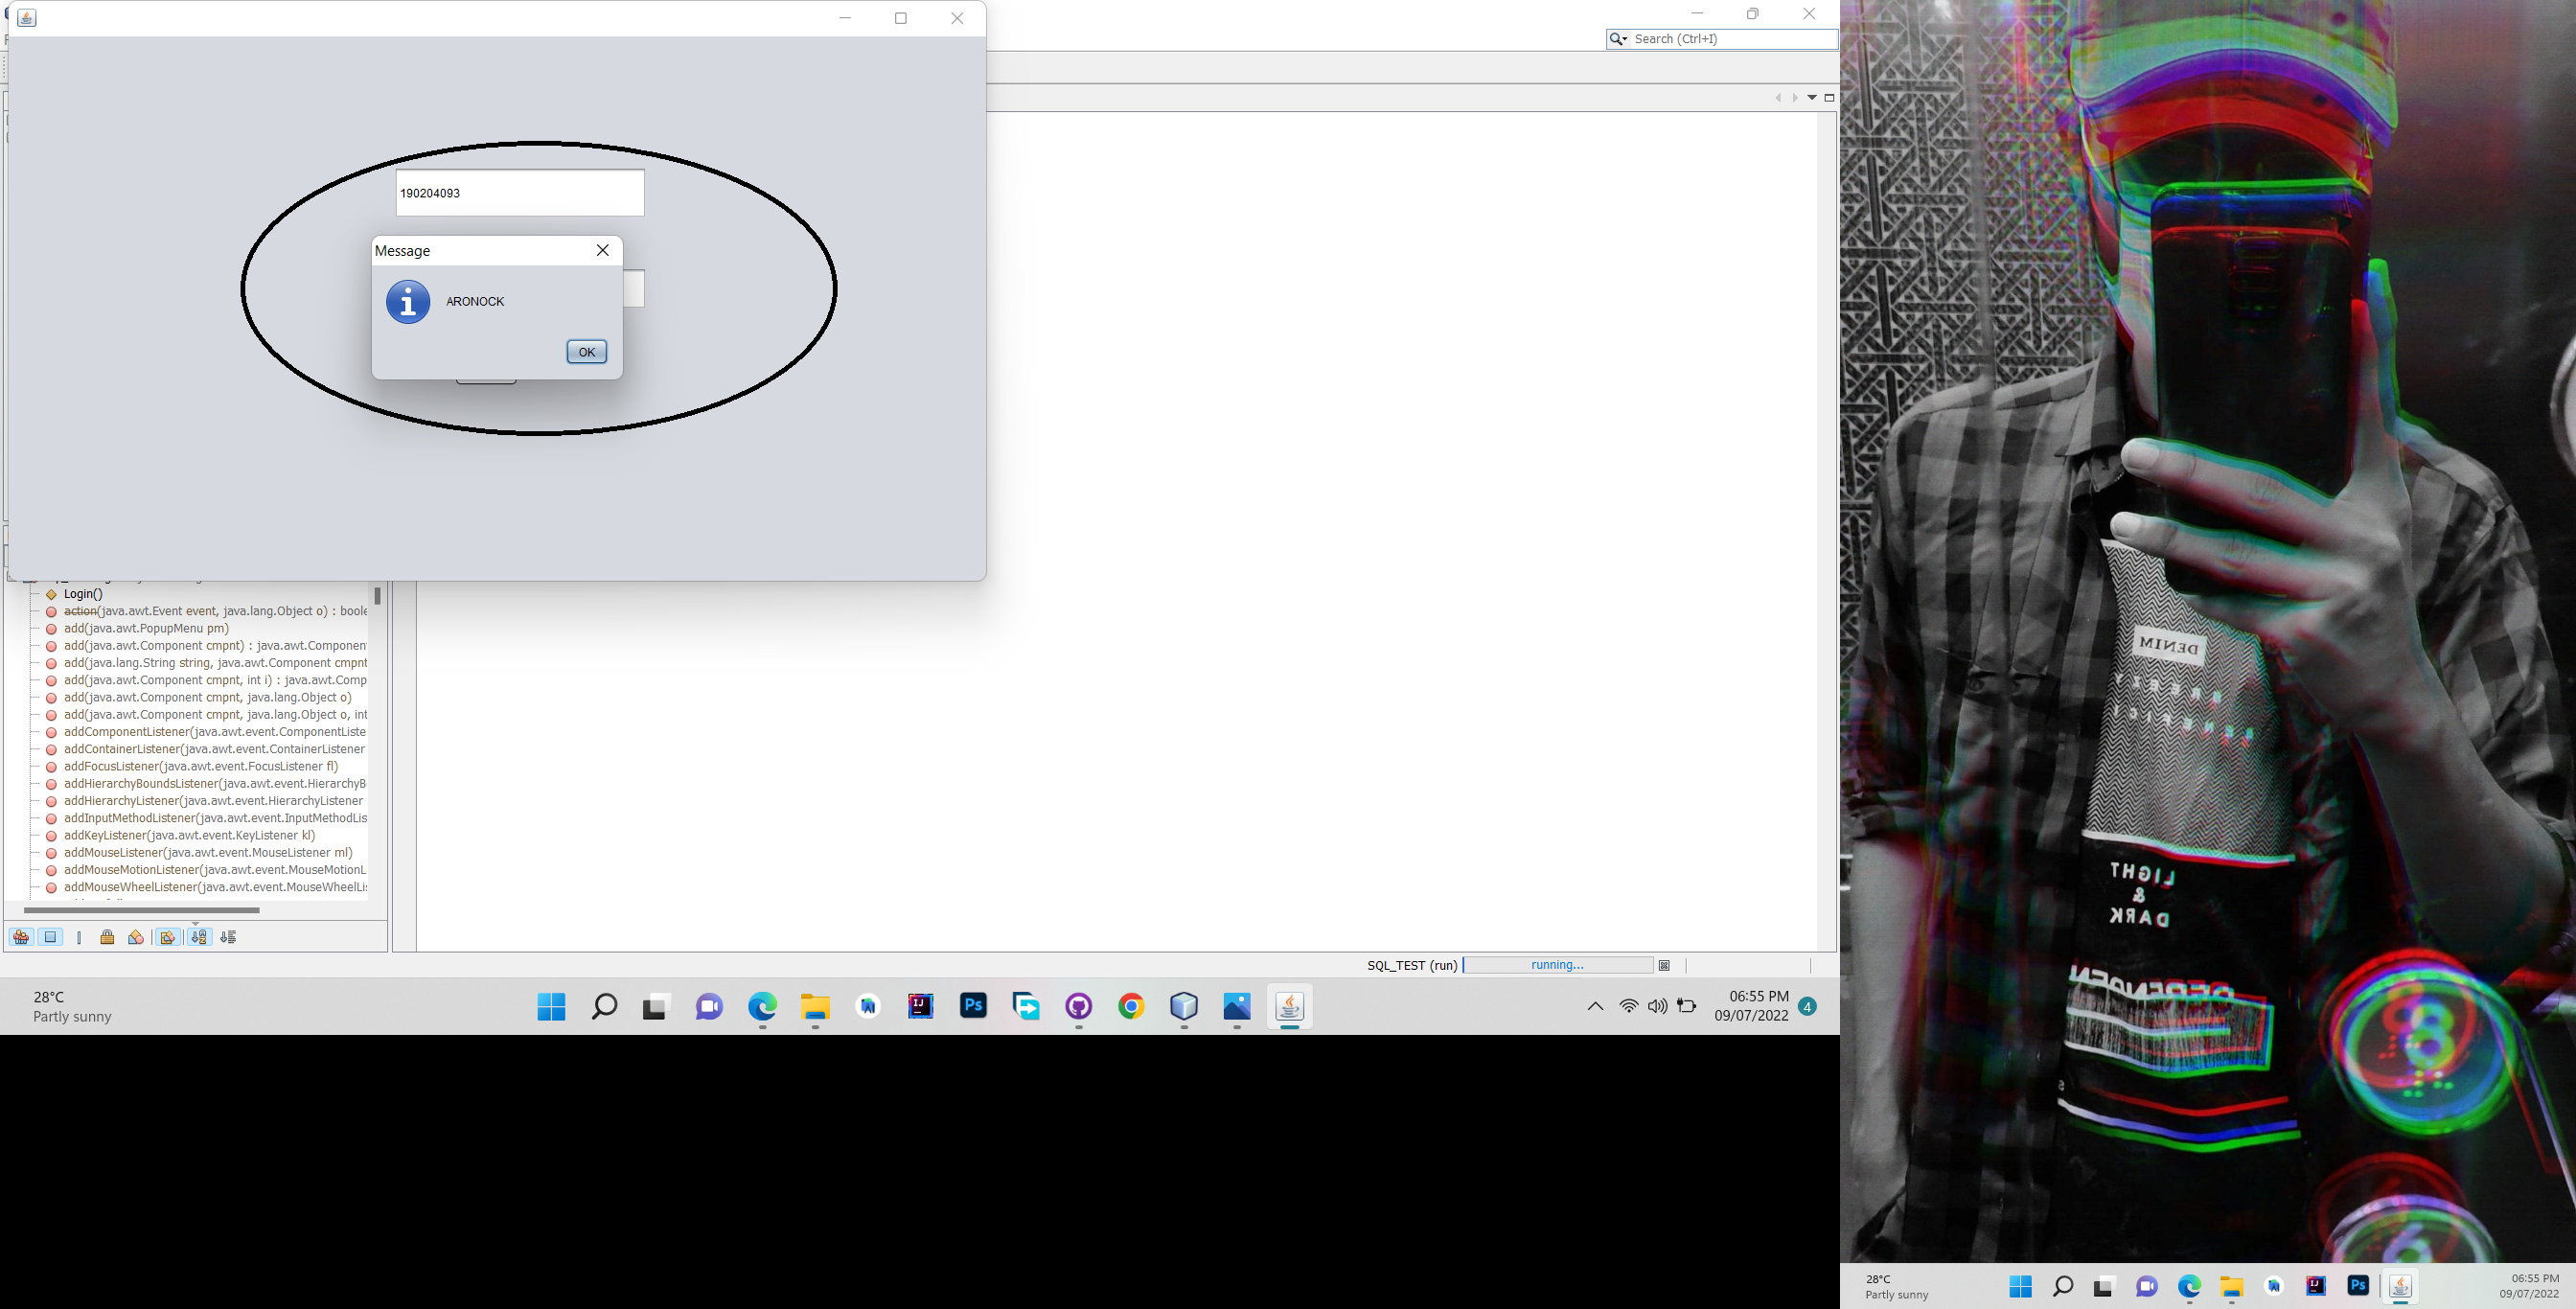 Search (Ctrl+I)
190204093
Message
ARONOCK
OK
Login()
action(java.awt.Event event, java.lang.Object o) : boole
add(java.awt.PopupMenu pm)
add(java.awt.Component cmpnt) : java.awt.Component
add(java.lang.String string, java.awt.Component cmpnt
add(java.awt.Component cmpnt, int i) : java.awt.Comp
add(java.awt.Component cmpnt, java.lang.Object o)
add(java.awt.Component cmpnt, java.lang.Object o, int
addComponentListener(java.awt.event.ComponentListe
addContainerListener(java.awt.event.ContainerListener
addFocusListener(java.awt.event.FocusListener fl)
addHierarchyBoundsListener(java.awt.event.HierarchyB
addHierarchyListener(java.awt.event.HierarchyListener
addInputMethodListener(java.awt.event.InputMethodLis
addKeyListener(java.awt.event.KeyListener kl)
addMouseListener(java.awt.event.MouseListener ml)
addMouseMotionListener(java.awt.event.MouseMotionL
addMouseWheelListener(java.awt.event.MouseWheelLi
SQL_TEST (run) running...
28°C
Partly sunny
06:55 PM
09/07/2022
4
DENIM
LIGHT
&
DARK
8
6
28°C
Partly sunny
06:55 PM
09/07/2022